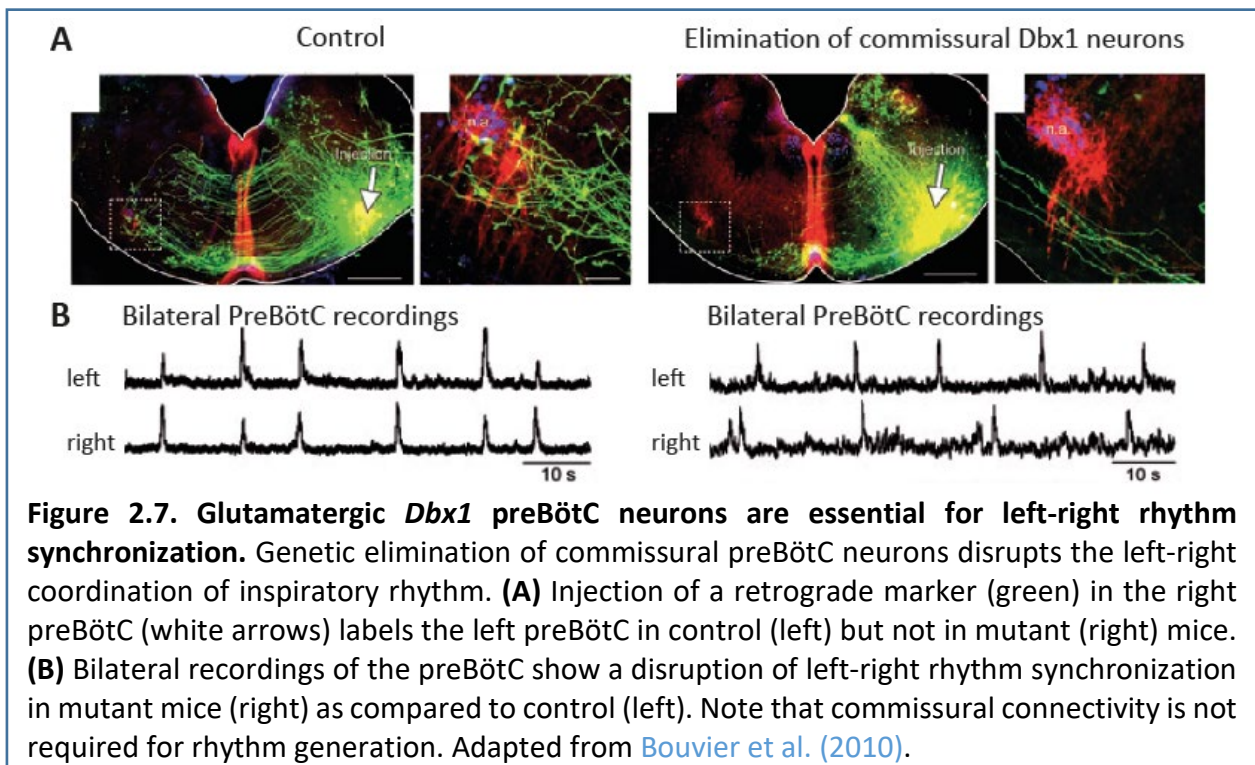 A Control Elimination of commissural Dbx1 neurons
Injection n.a. Injection n.a.
B Bilateral PreBötC recordings Bilateral PreBötC recordings
left left
right right
10 s 10 s
Figure 2.7. Glutamatergic Dbx1 preBötC neurons are essential for left-right rhythm
synchronization. Genetic elimination of commissural preBötC neurons disrupts the left-right
coordination of inspiratory rhythm. (A) Injection of a retrograde marker (green) in the right
preBötC (white arrows) labels the left preBötC in control (left) but not in mutant (right) mice.
(B) Bilateral recordings of the preBötC show a disruption of left-right rhythm synchronization
in mutant mice (right) as compared to control (left). Note that commissural connectivity is not
required for rhythm generation. Adapted from Bouvier et al. (2010).